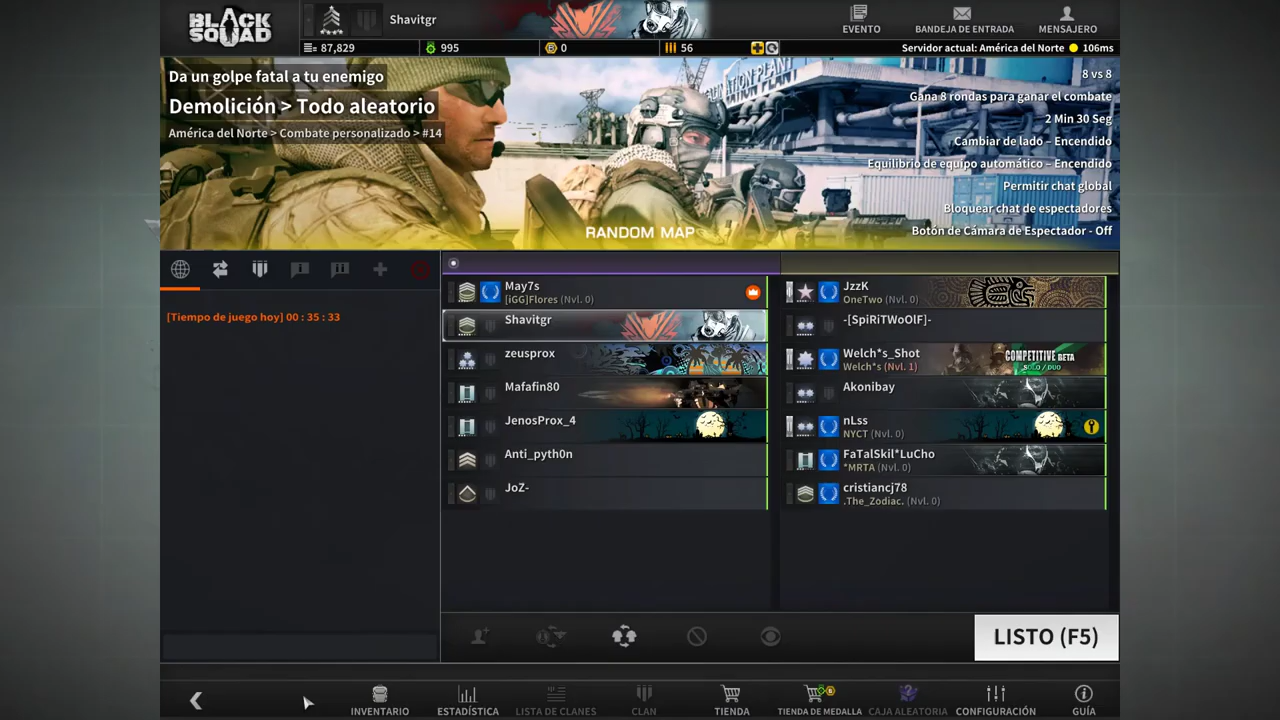 BLACK
SQUAD
Shavitgr
EVENTO
BANDEJA DE ENTRADA
MENSAJERO
87,829
995
0
56
Servidor actual: América del Norte
106ms
Da un golpe fatal a tu enemigo
Demolición > Todo aleatorio
América del Norte > Combate personalizado > #14
8 vs 8
Gana 8 rondas para ganar el combate
2 Min 30 Seg
Cambiar de lado – Encendido
Equilibrio de equipo automático – Encendido
Permitir chat global
Bloquear chat de espectadores
Botón de Cámara de Espectador - Off
RANDOM MAP
[Tiempo de juego hoy] 00 : 35 : 33
May7s
[iGG]Flores (Nvl. 0)
Shavitgr
zeusprox
Mafafin80
JenosProx_4
Anti_pyth0n
JoZ-
JzzK
OneTwo (Nvl. 0)
-[SpiRiTWoOlF]-
Welch*s_Shot
Welch*s (Nvl. 1)
COMPETITIVE BETA
SOLO / DUO
Akonibay
nLss
NYCT (Nvl. 0)
FaTalSkil*LuCho
*MRTA (Nvl. 0)
cristiancj78
.The_Zodiac. (Nvl. 0)
LISTO (F5)
INVENTARIO
ESTADÍSTICA
LISTA DE CLANES
CLAN
TIENDA
TIENDA DE MEDALLA
CAJA ALEATORIA
CONFIGURACIÓN
GUÍA